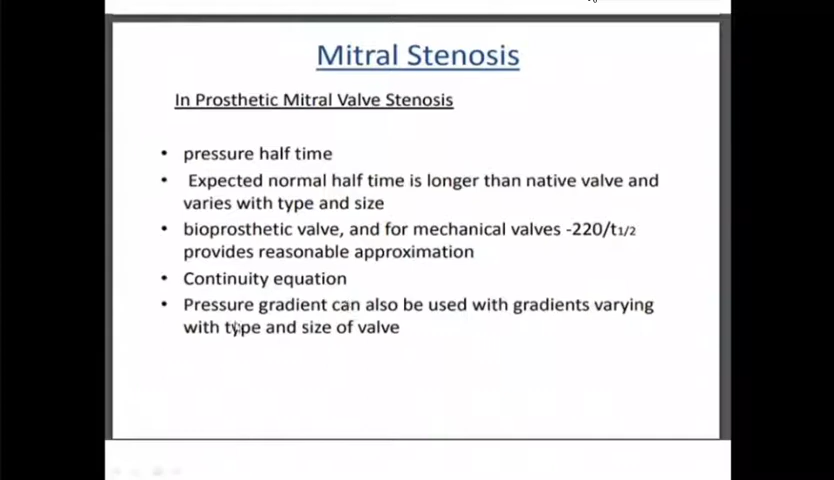 Mitral Stenosis
In Prosthetic Mitral Valve Stenosis
• pressure half time
• Expected normal half time is longer than native valve and
varies with type and size
• bioprosthetic valve, and for mechanical valves -220/t1/2
provides reasonable approximation
• Continuity equation
• Pressure gradient can also be used with gradients varying
with type and size of valve